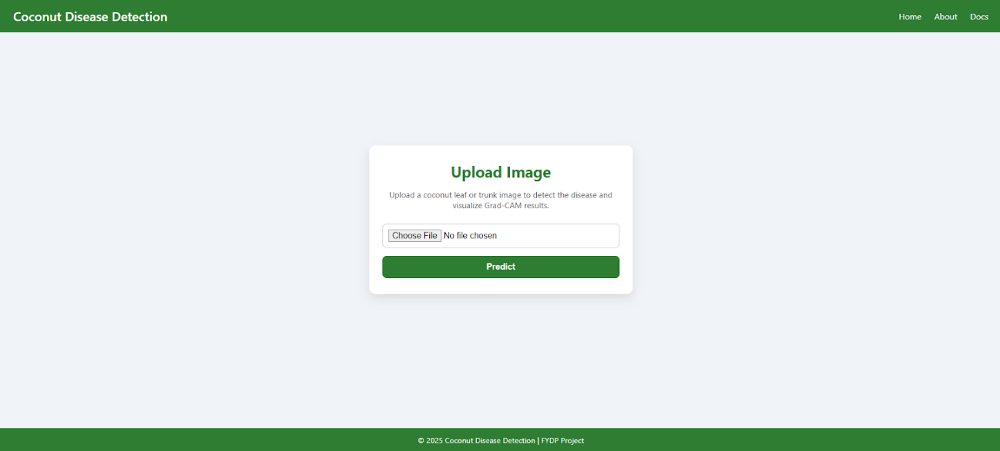 Coconut Disease Detection
Home About Docs
Upload Image
Upload a coconut leaf or trunk image to detect the disease and
visualize Grad-CAM results.
Choose File No file chosen
Predict
© 2025 Coconut Disease Detection | FYDP Project